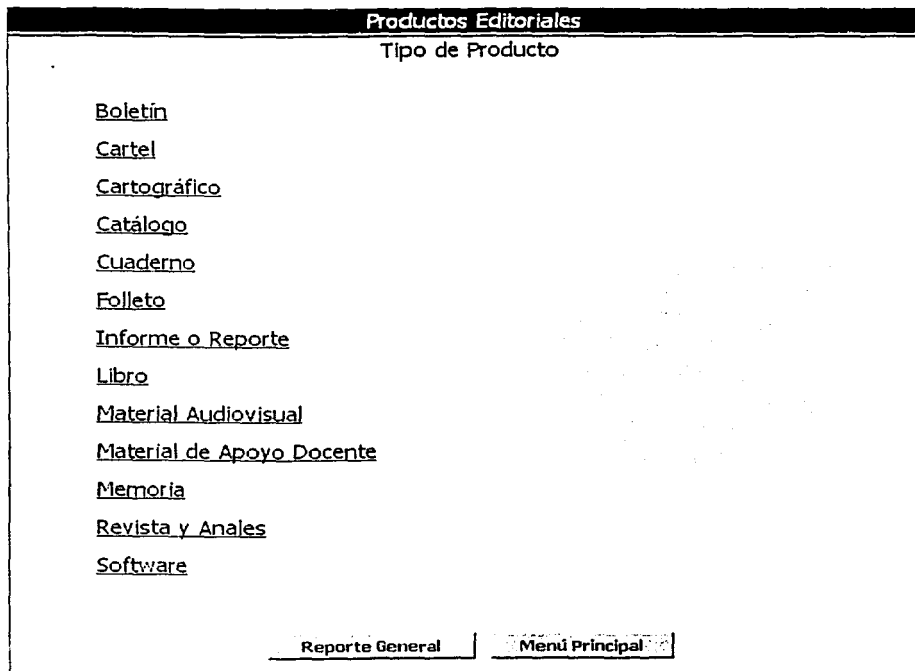 Productos Editoriales
Tipo de Producto
Boletín
Cartel
Cartográfico
Catálogo
Cuaderno
Folleto
Informe o Reporte
Libro
Material Audiovisual
Material de Apoyo Docente
Memoria
Revista y Anales
Software
Reporte General Menú Principal